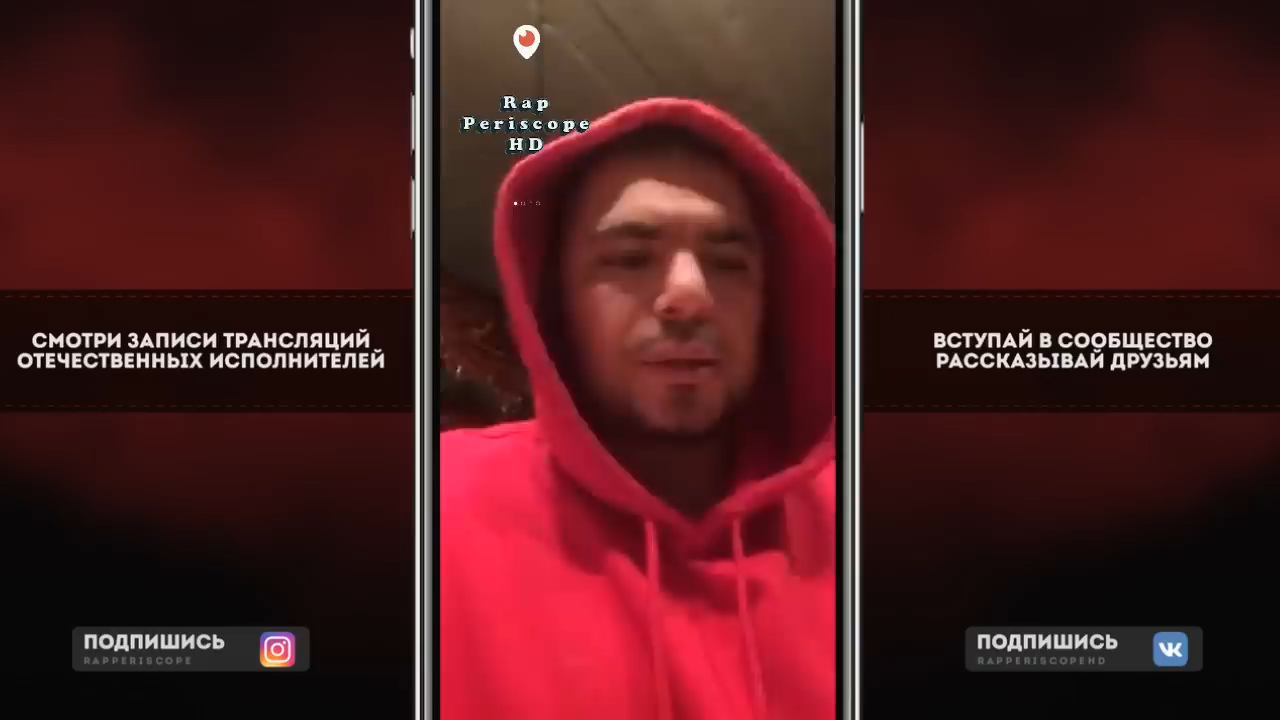 Rap
Periscope
HD
СМОТРИ ЗАПИСИ ТРАНСЛЯЦИЙ
ОТЕЧЕСТВЕННЫХ ИСПОЛНИТЕЛЕЙ
ВСТУПАЙ В СООБЩЕСТВО
РАССКАЗЫВАЙ ДРУЗЬЯМ
ПОДПИШИСЬ
RAPPERISCOPE
ПОДПИШИСЬ
RAPPERISCOPEHD